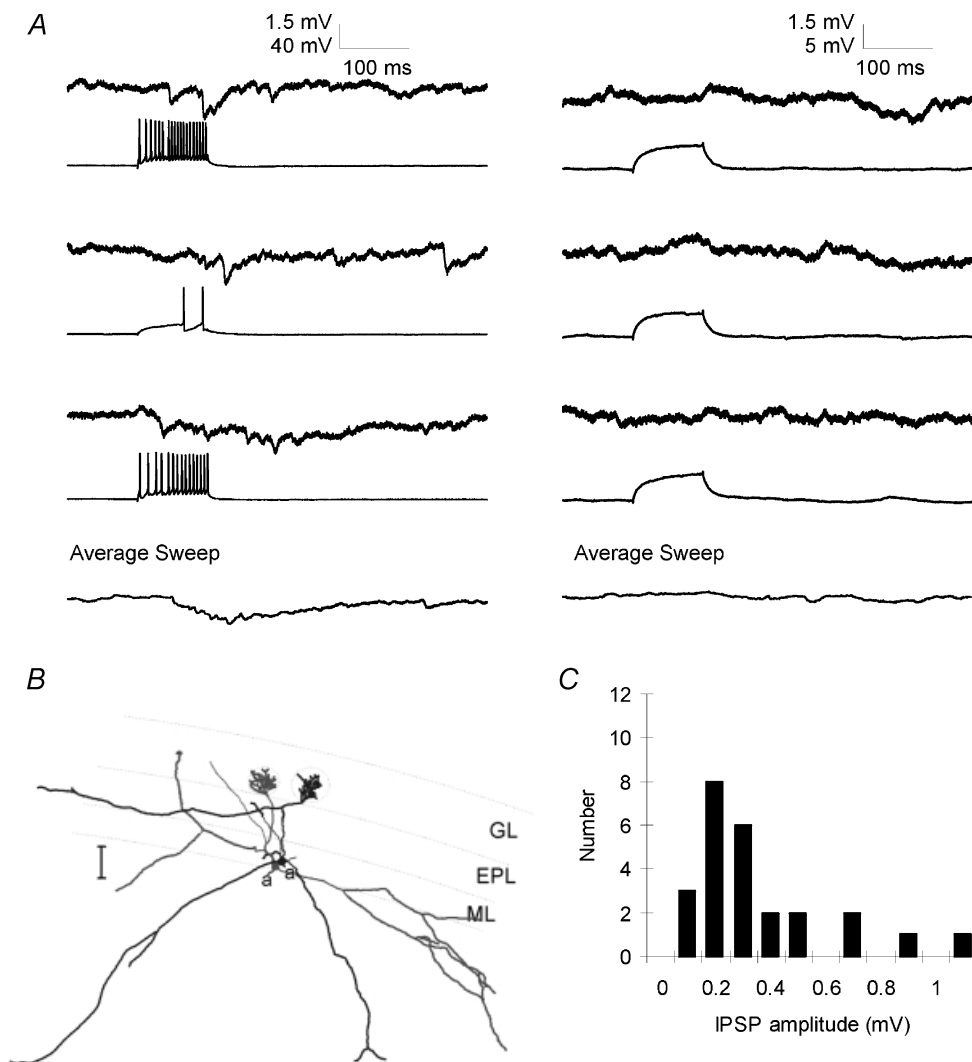 A
1.5 mV
40 mV
100 ms
1.5 mV
5 mV
100 ms
Average Sweep
Average Sweep
B
GL
EPL
ML
a
a
C
12
10
8
6
4
2
0
Number
0 0.2 0.4 0.6 0.8 1
IPSP amplitude (mV)